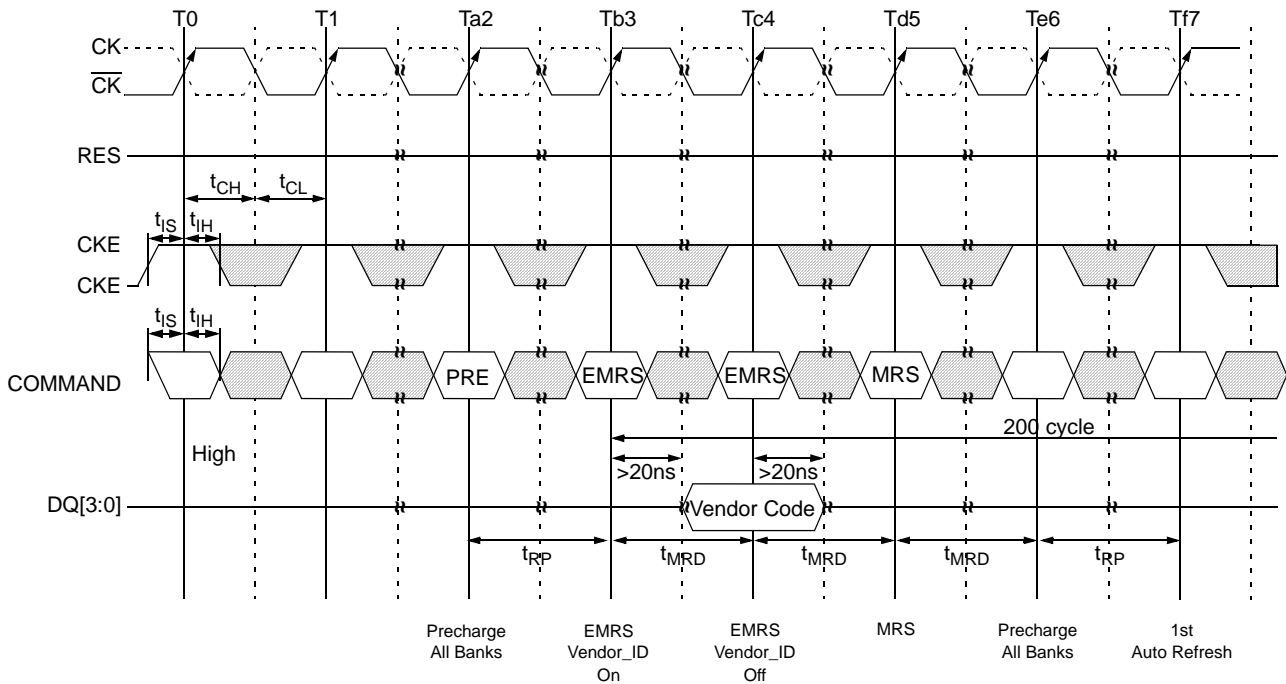 T0 T1 Ta2 Tb3 Tc4 Td5 Te6 Tf7
CK
CK
RES
tCH tCL
tIS tIH
CKE
CKE
tIS tIH
COMMAND PRE EMRS EMRS MRS
200 cycle
High
>20ns >20ns
DQ[3:0] Vendor Code
tRP tMRD tMRD tMRD tRP
Precharge EMRS EMRS MRS Precharge 1st
All Banks Vendor_ID Vendor_ID All Banks Auto Refresh
On Off